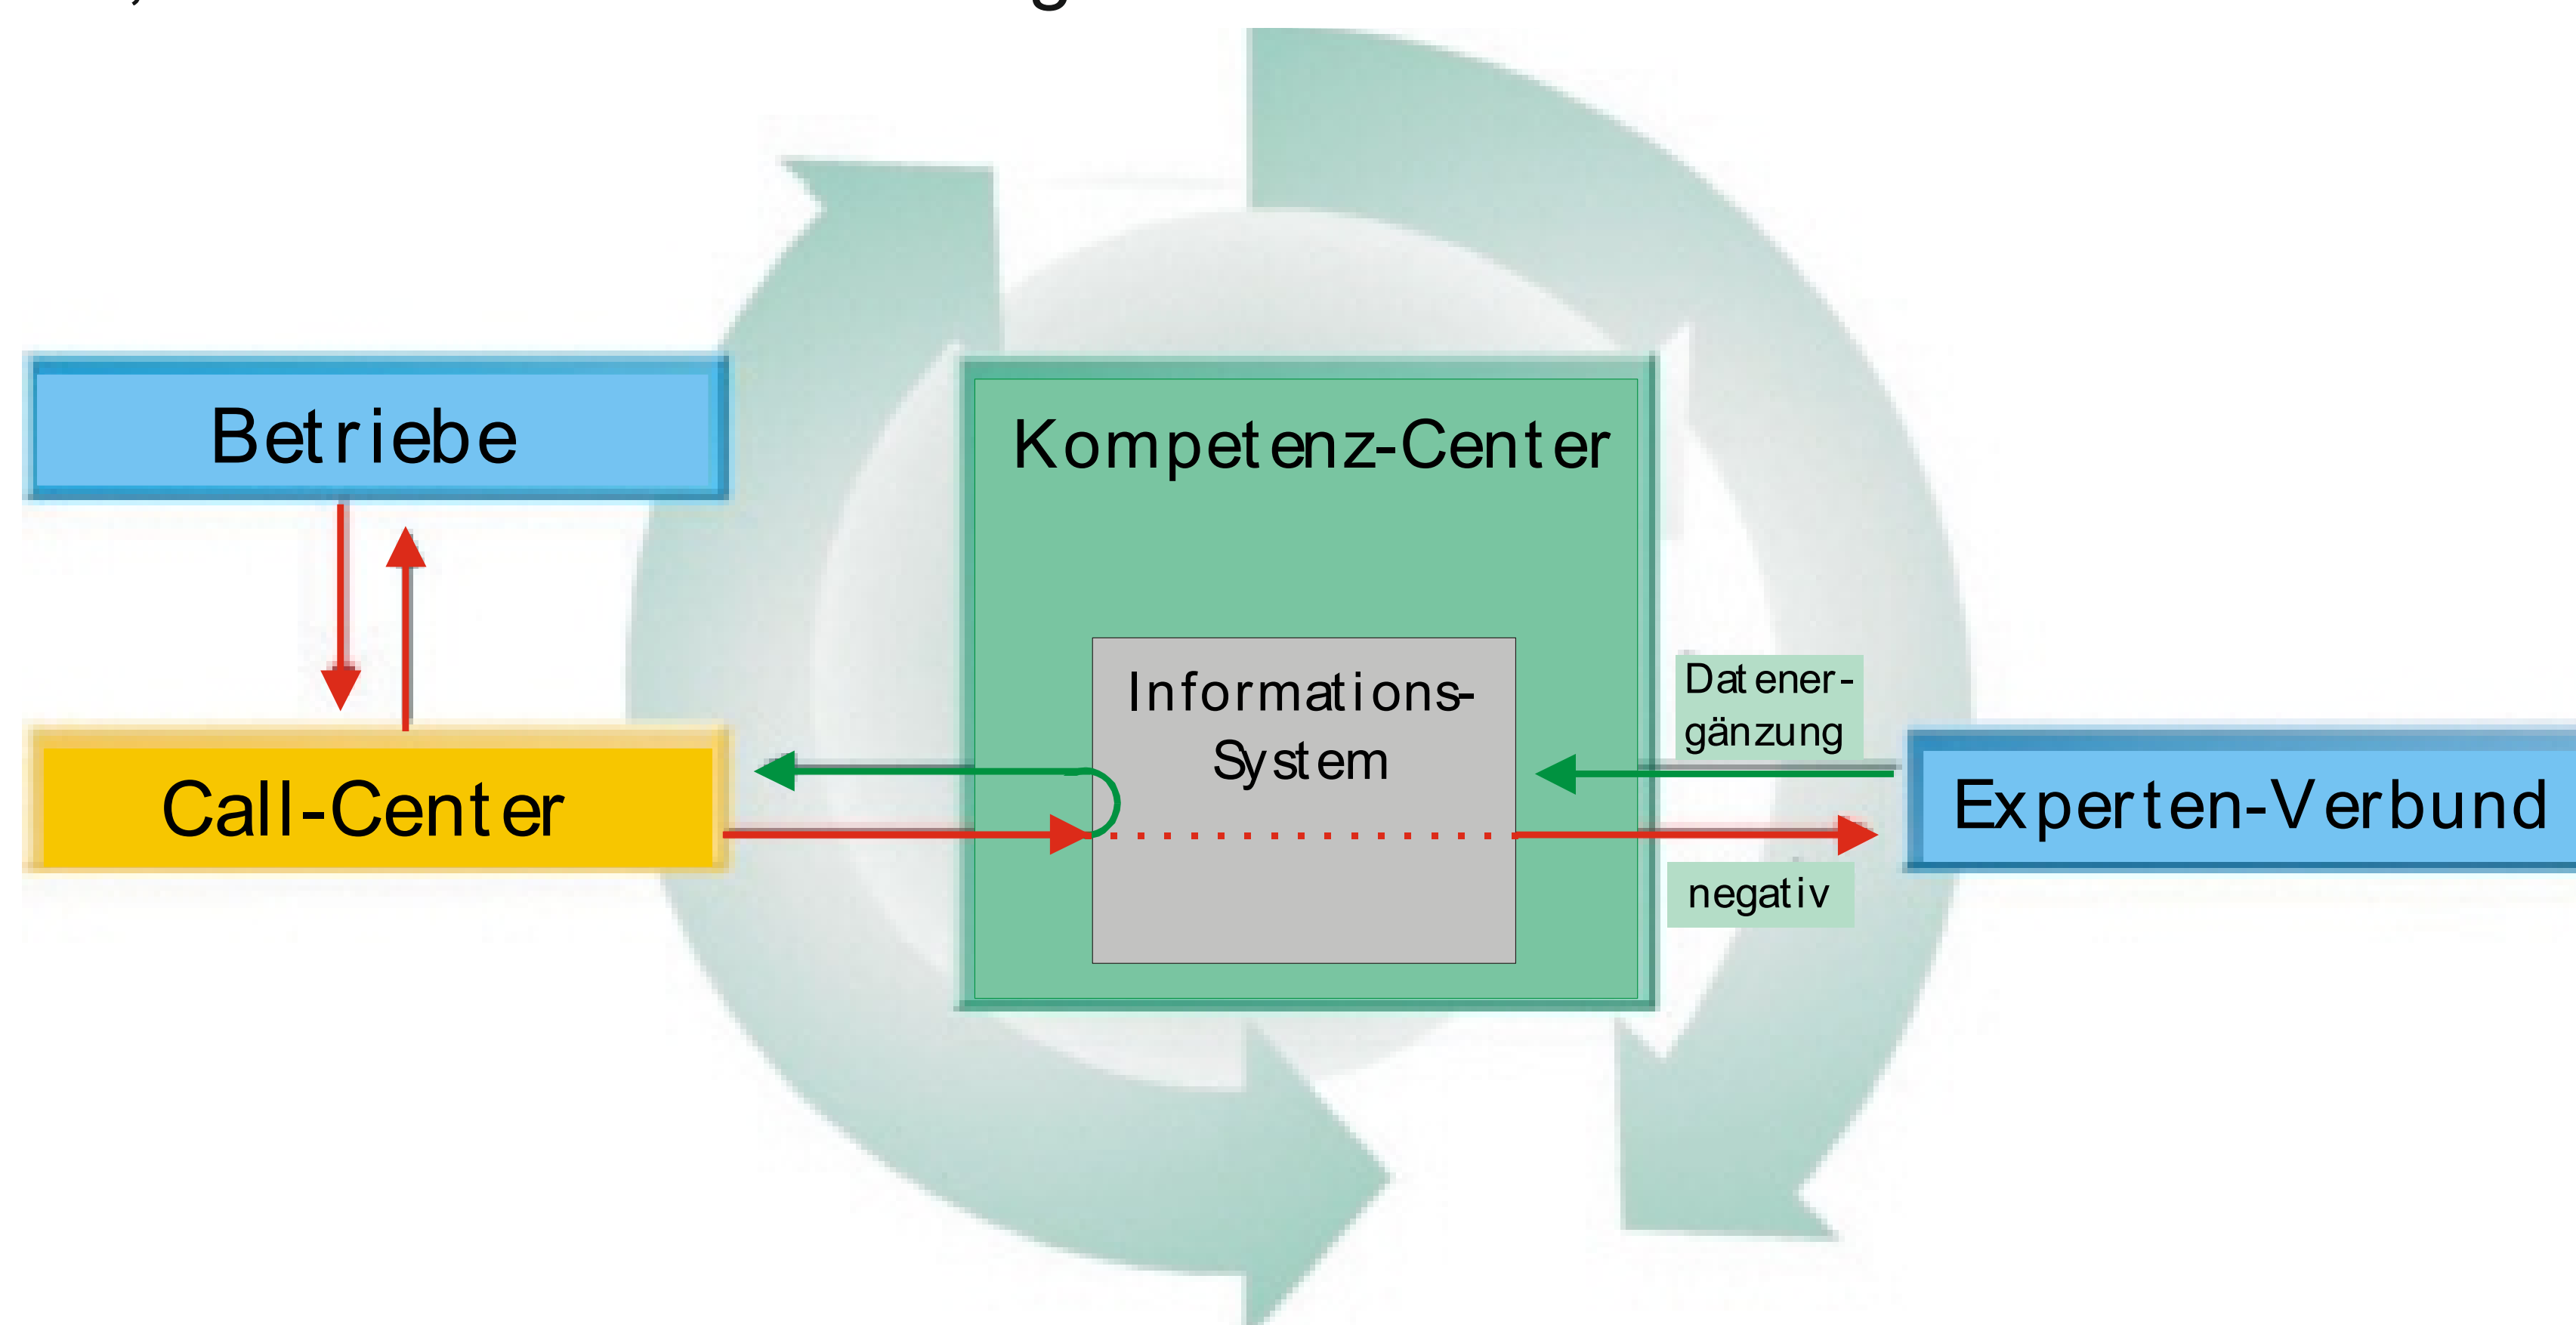 Betriebe
Kompetenz-Center
Informations-
System
Datener-
gänzung
Call-Center
Experten-Verbund
negativ